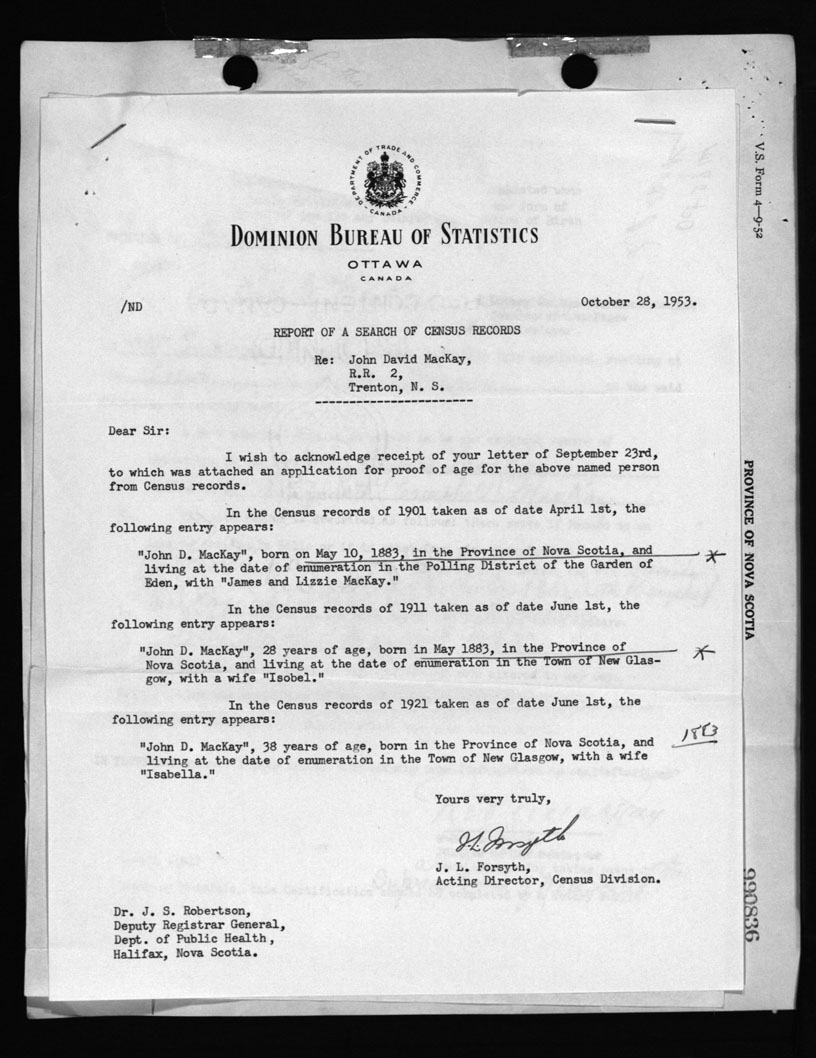 DEPARTMENT OF TRADE AND COMMERCE
- CANADA -
DOMINION BUREAU OF STATISTICS
OTTAWA
CANADA
/ND
October 28, 1953.
REPORT OF A SEARCH OF CENSUS RECORDS
Re: John David MacKay,
R.R. 2,
Trenton, N. S.
Dear Sir:
I wish to acknowledge receipt of your letter of September 23rd,
to which was attached an application for proof of age for the above named person
from Census records.
In the Census records of 1901 taken as of date April 1st, the
following entry appears:
"John D. MacKay", born on May 10, 1883, in the Province of Nova Scotia, and
living at the date of enumeration in the Polling District of the Garden of
Eden, with "James and Lizzie MacKay."
In the Census records of 1911 taken as of date June 1st, the
following entry appears:
"John D. MacKay", 28 years of age, born in May 1883, in the Province of
Nova Scotia, and living at the date of enumeration in the Town of New Glas-
gow, with a wife "Isobel."
In the Census records of 1921 taken as of date June 1st, the
following entry appears:
"John D. MacKay", 38 years of age, born in the Province of Nova Scotia, and
living at the date of enumeration in the Town of New Glasgow, with a wife
"Isabella."
1883
Yours very truly,
J.L. Forsyth
J. L. Forsyth,
Acting Director, Census Division.
Dr. J. S. Robertson,
Deputy Registrar General,
Dept. of Public Health,
Halifax, Nova Scotia.
V.S. Form 4—9-52
PROVINCE OF NOVA SCOTIA
990836